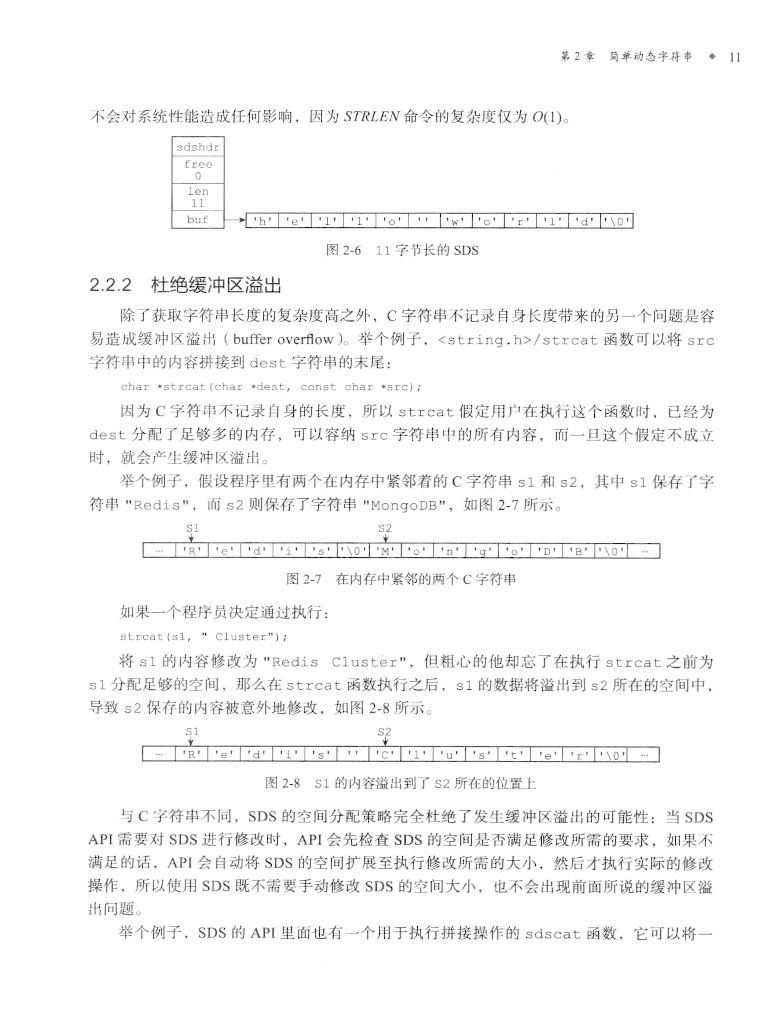 第 2 章 简单动态字符串 ◆ 11
不会对系统性能造成任何影响，因为 STRLEN 命令的复杂度仅为 O(1)。
sdshdr
free
0
len
11
buf
'h' 'e' 'l' 'l' 'o' ' ' 'w' 'o' 'r' 'l' 'd' '\0'
图 2-6 11 字节长的 SDS
2.2.2 杜绝缓冲区溢出
除了获取字符串长度的复杂度高之外，C 字符串不记录自身长度带来的另一个问题是容
易造成缓冲区溢出（buffer overflow）。举个例子，<string.h>/strcat 函数可以将 src
字符串中的内容拼接到 dest 字符串的末尾：
char *strcat(char *dest, const char *src);
因为 C 字符串不记录自身的长度，所以 strcat 假定用户在执行这个函数时，已经为
dest 分配了足够多的内存，可以容纳 src 字符串中的所有内容，而一旦这个假定不成立
时，就会产生缓冲区溢出。
举个例子，假设程序里有两个在内存中紧邻着的 C 字符串 s1 和 s2，其中 s1 保存了字
符串 "Redis"，而 s2 则保存了字符串 "MongoDB"，如图 2-7 所示。
S1 S2
… 'R' 'e' 'd' 'i' 's' '\0' 'M' 'o' 'n' 'g' 'o' 'D' 'B' '\0' …
图 2-7 在内存中紧邻的两个 C 字符串
如果一个程序员决定通过执行：
strcat(s1, " Cluster");
将 s1 的内容修改为 "Redis Cluster"，但粗心的他却忘了在执行 strcat 之前为
s1 分配足够的空间，那么在 strcat 函数执行之后，s1 的数据将溢出到 s2 所在的空间中，
导致 s2 保存的内容被意外地修改，如图 2-8 所示。
S1 S2
… 'R' 'e' 'd' 'i' 's' ' ' 'C' 'l' 'u' 's' 't' 'e' 'r' '\0' …
图 2-8 S1 的内容溢出到了 S2 所在的位置上
与 C 字符串不同，SDS 的空间分配策略完全杜绝了发生缓冲区溢出的可能性：当 SDS
API 需要对 SDS 进行修改时，API 会先检查 SDS 的空间是否满足修改所需的要求，如果不
满足的话，API 会自动将 SDS 的空间扩展至执行修改所需的大小，然后才执行实际的修改
操作，所以使用 SDS 既不需要手动修改 SDS 的空间大小，也不会出现前面所说的缓冲区溢
出问题。
举个例子，SDS 的 API 里面也有一个用于执行拼接操作的 sdscat 函数，它可以将一